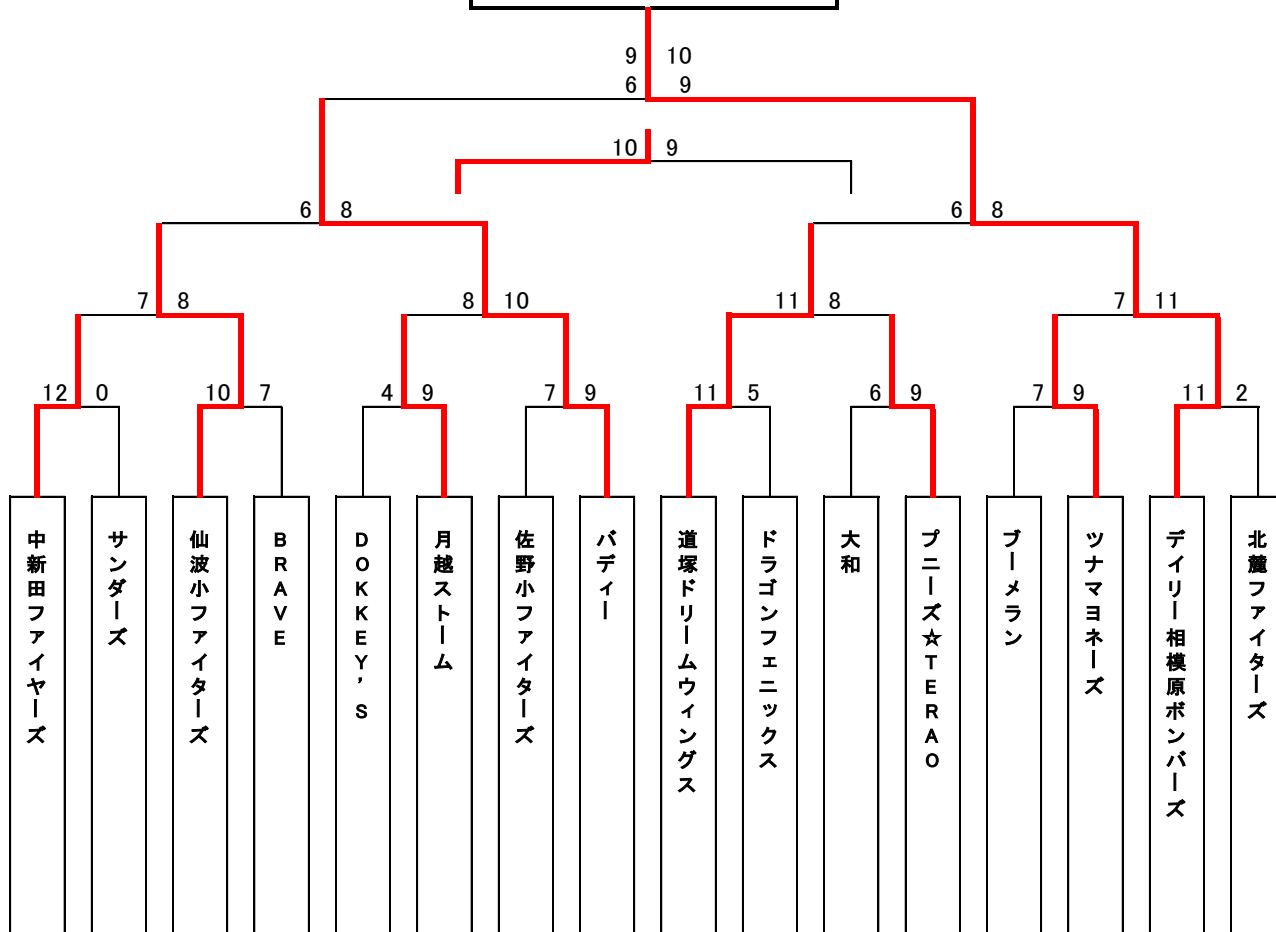 9 10
6 9
10 9
6 8
6 8
7 8
8 10
11 8
7 11
12 0
10 7
4 9
7 9
11 5
6 9
7 9
11 2
中新田ファイヤーズ
サンダーズ
仙波小ファイターズ
BRAVE
DOKKEY'S
月越ストーム
佐野小ファイターズ
バディー
道塚ドリームウィングス
ドラゴンフェニックス
大和
プニーズ☆TERAO
ブーメラン
ツナマヨネーズ
デイリー相模原ボンバーズ
北麓ファイターズ